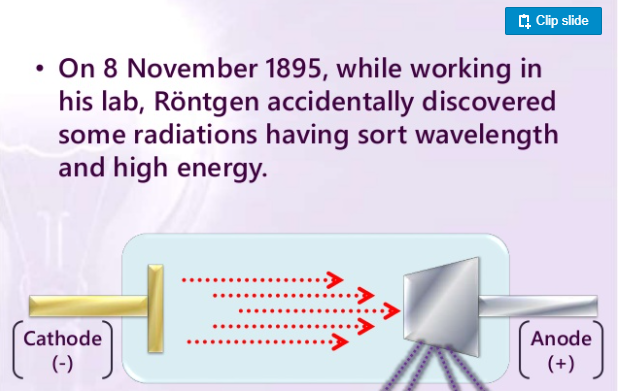 Clip slide
• On 8 November 1895, while working in
his lab, Röntgen accidentally discovered
some radiations having sort wavelength
and high energy.
Cathode
(-)
Anode
(+)